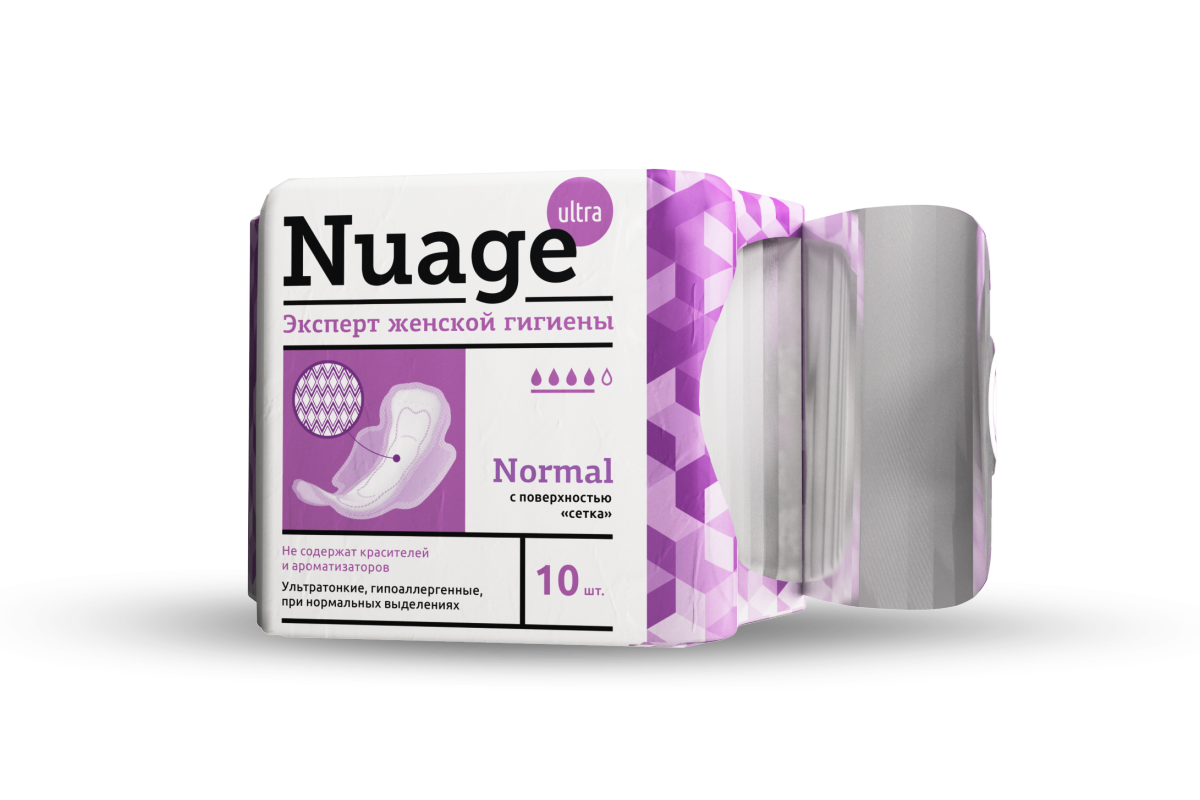 ultra
Nuage
Эксперт женской гигиены
Normal
с поверхностью
«сетка»
Не содержат красителей
и ароматизаторов
Ультратонкие, гипоаллергенные,
при нормальных выделениях
10 шт.